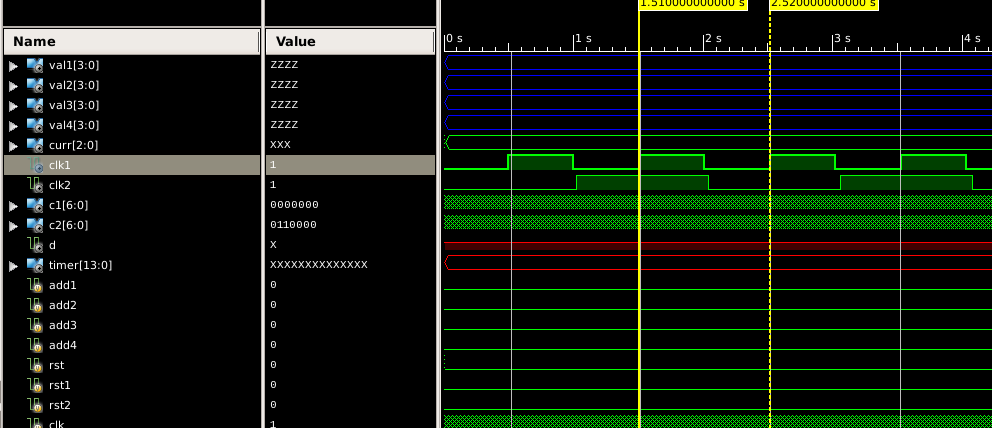 1.510000000000 s 2.520000000000 s
Name Value 0 s 1 s 2 s 3 s 4 s
val1[3:0] ZZZZ
val2[3:0] ZZZZ
val3[3:0] ZZZZ
val4[3:0] ZZZZ
curr[2:0] XXX
clk1 1
clk2 1
c1[6:0] 0000000
c2[6:0] 0110000
d X
timer[13:0] XXXXXXXXXXXXXX
add1 0
add2 0
add3 0
add4 0
rst 0
rst1 0
rst2 0
clk 1